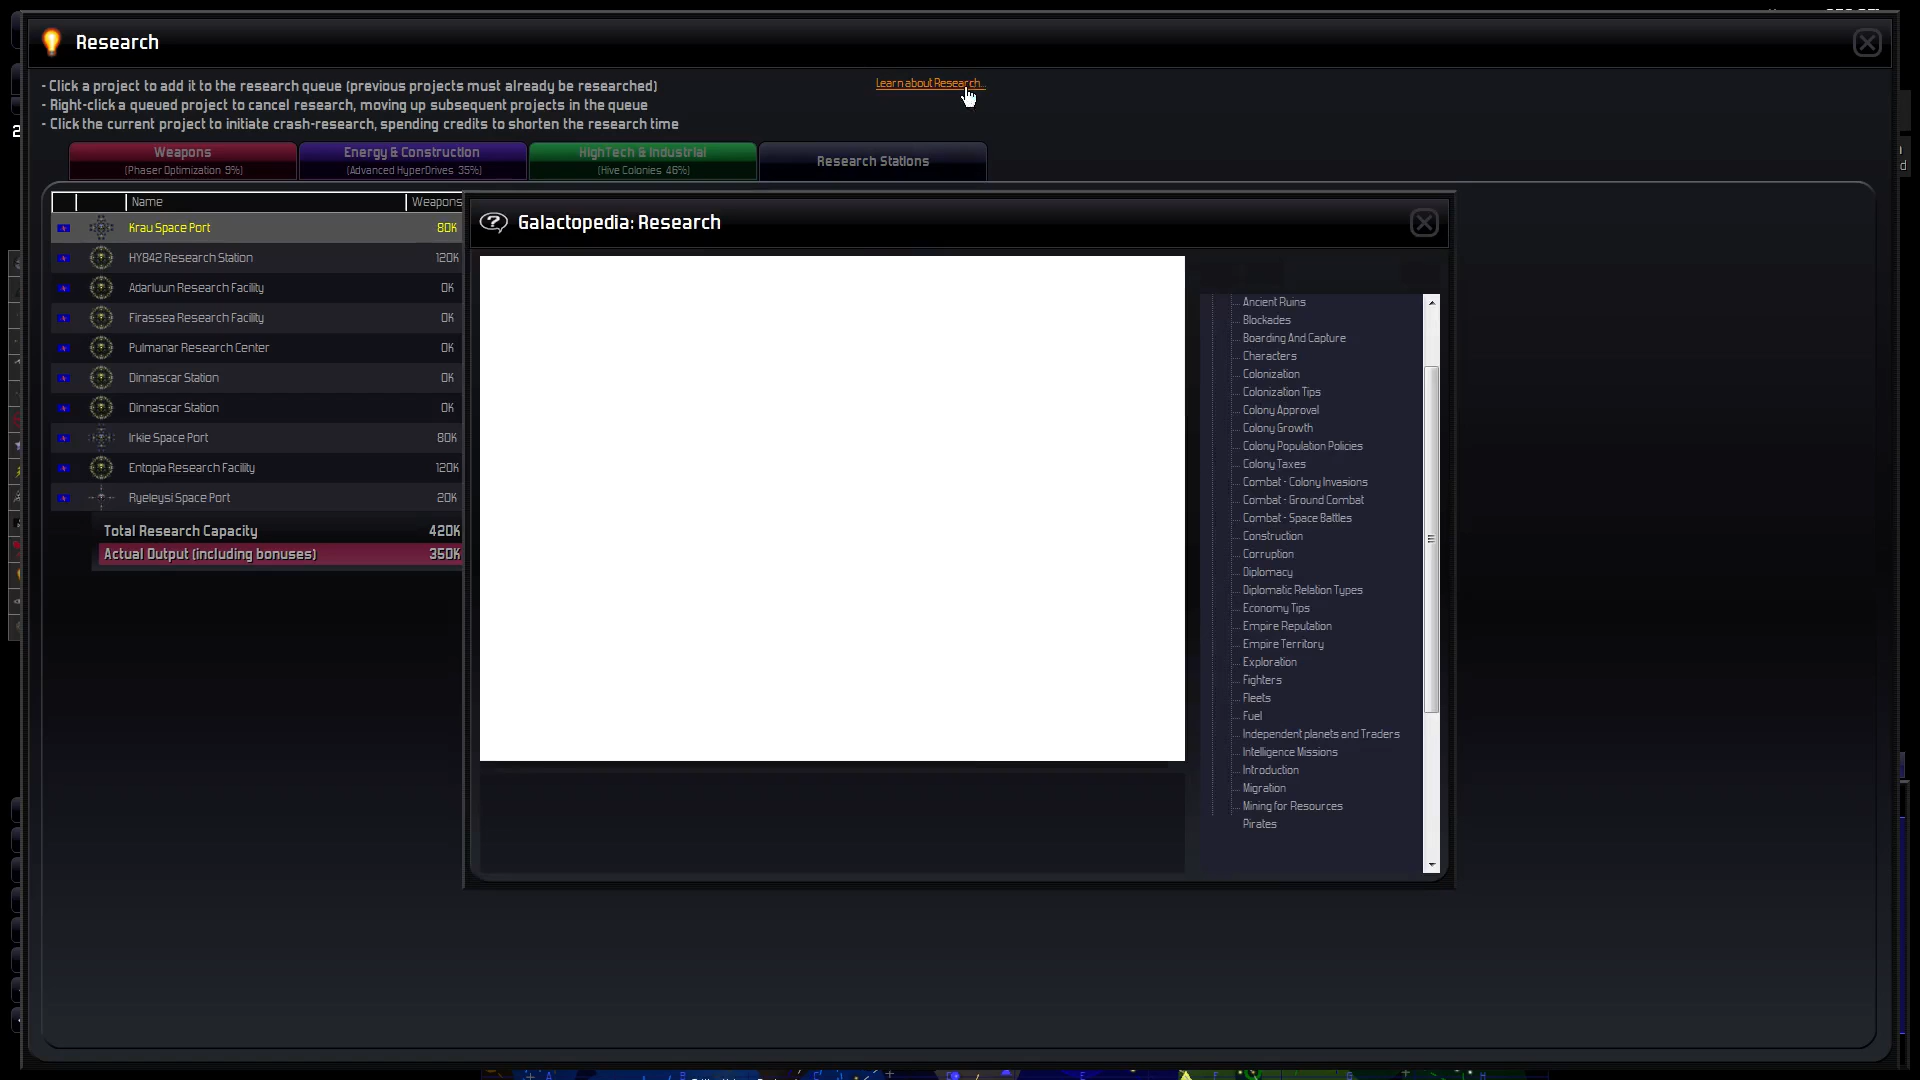 Research
- Click a project to add it to the research queue (previous projects must already be researched)
Learn about Research...
- Right-click a queued project to cancel research, moving up subsequent projects in the queue
- Click the current project to initiate crash-research, spending credits to shorten the research time
Weapons
(Phaser Optimization 9%)
Energy & Construction
(Advanced HyperDrives 35%)
HighTech & Industrial
(Hive Colonies 46%)
Research Stations
Name Weapons
Krau Space Port 80K
HY842 Research Station 120K
Adarluun Research Facility 0K
Firassea Research Facility 0K
Pulmanar Research Center 0K
Dinnascar Station 0K
Dinnascar Station 0K
Irkie Space Port 80K
Entopia Research Facility 120K
Ryeleysi Space Port 20K
Total Research Capacity 420K
Actual Output (including bonuses) 350K
Galactopedia: Research
Ancient Ruins
Blockades
Boarding And Capture
Characters
Colonization
Colonization Tips
Colony Approval
Colony Growth
Colony Population Policies
Colony Taxes
Combat - Colony Invasions
Combat - Ground Combat
Combat - Space Battles
Construction
Corruption
Diplomacy
Diplomatic Relation Types
Economy Tips
Empire Reputation
Empire Territory
Exploration
Fighters
Fleets
Fuel
Independent planets and Traders
Intelligence Missions
Introduction
Migration
Mining for Resources
Pirates